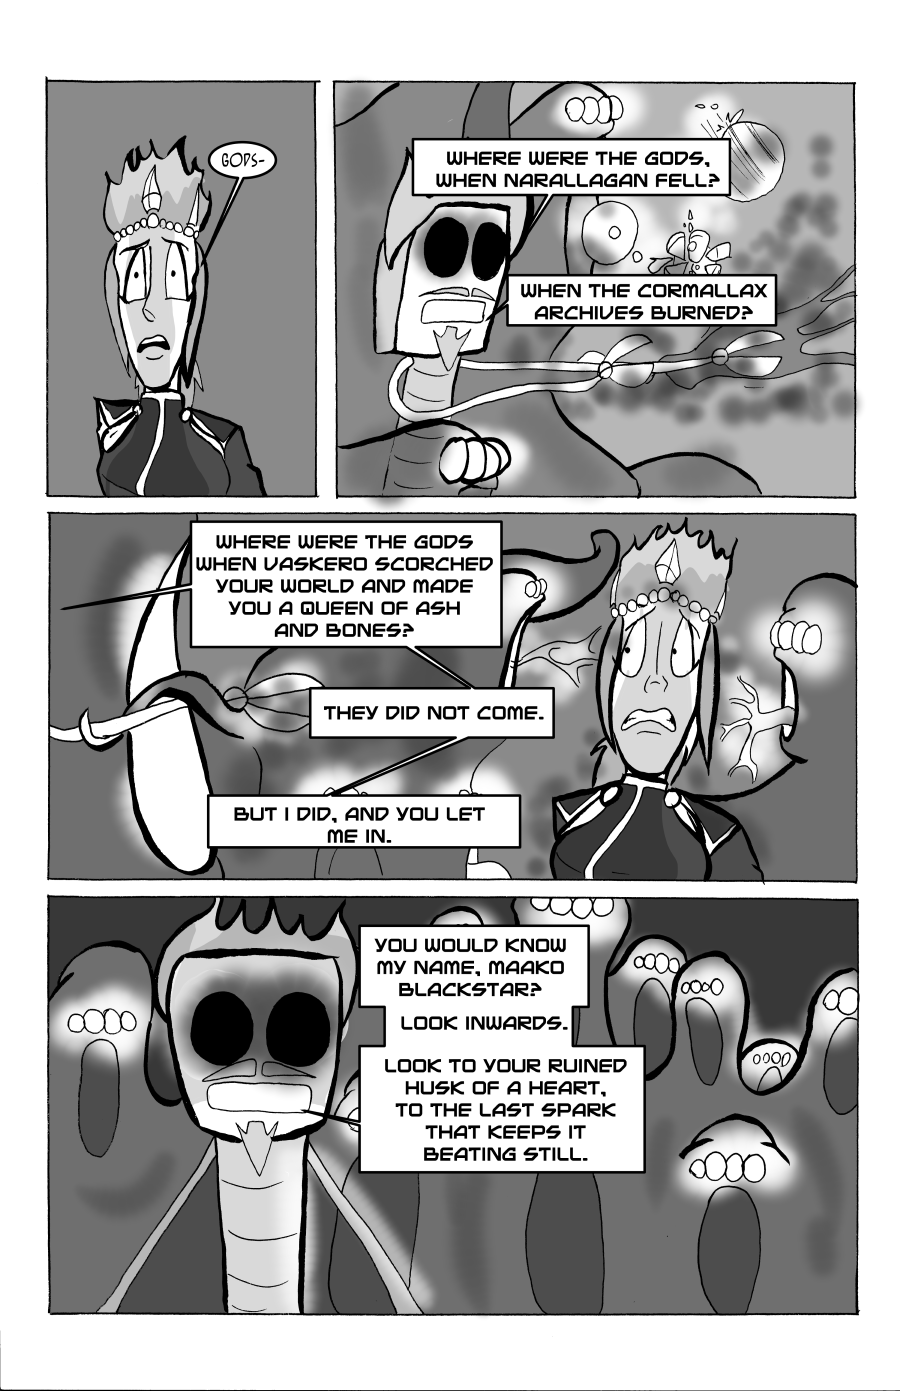 GODS-
WHERE WERE THE GODS,
WHEN NARALLAGAN FELL?
WHEN THE CORMALLAX
ARCHIVES BURNED?
WHERE WERE THE GODS
WHEN VASKERO SCORCHED
YOUR WORLD AND MADE
YOU A QUEEN OF ASH
AND BONES?
THEY DID NOT COME.
BUT I DID, AND YOU LET
ME IN.
YOU WOULD KNOW
MY NAME, MAAKO
BLACKSTAR?
LOOK INWARDS.
LOOK TO YOUR RUINED
HUSK OF A HEART,
TO THE LAST SPARK
THAT KEEPS IT
BEATING STILL.